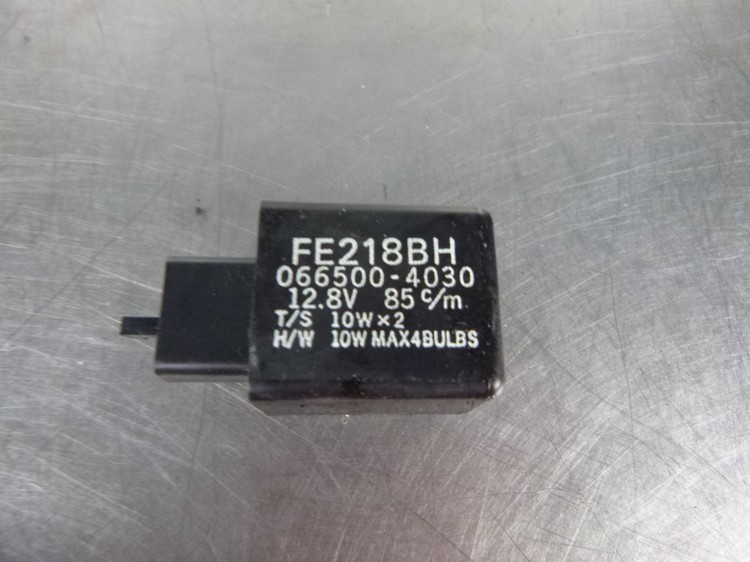 FE218BH
066500-4030
12.8V 85 c/m
T/S 10W×2
H/W 10W MAX4BULBS